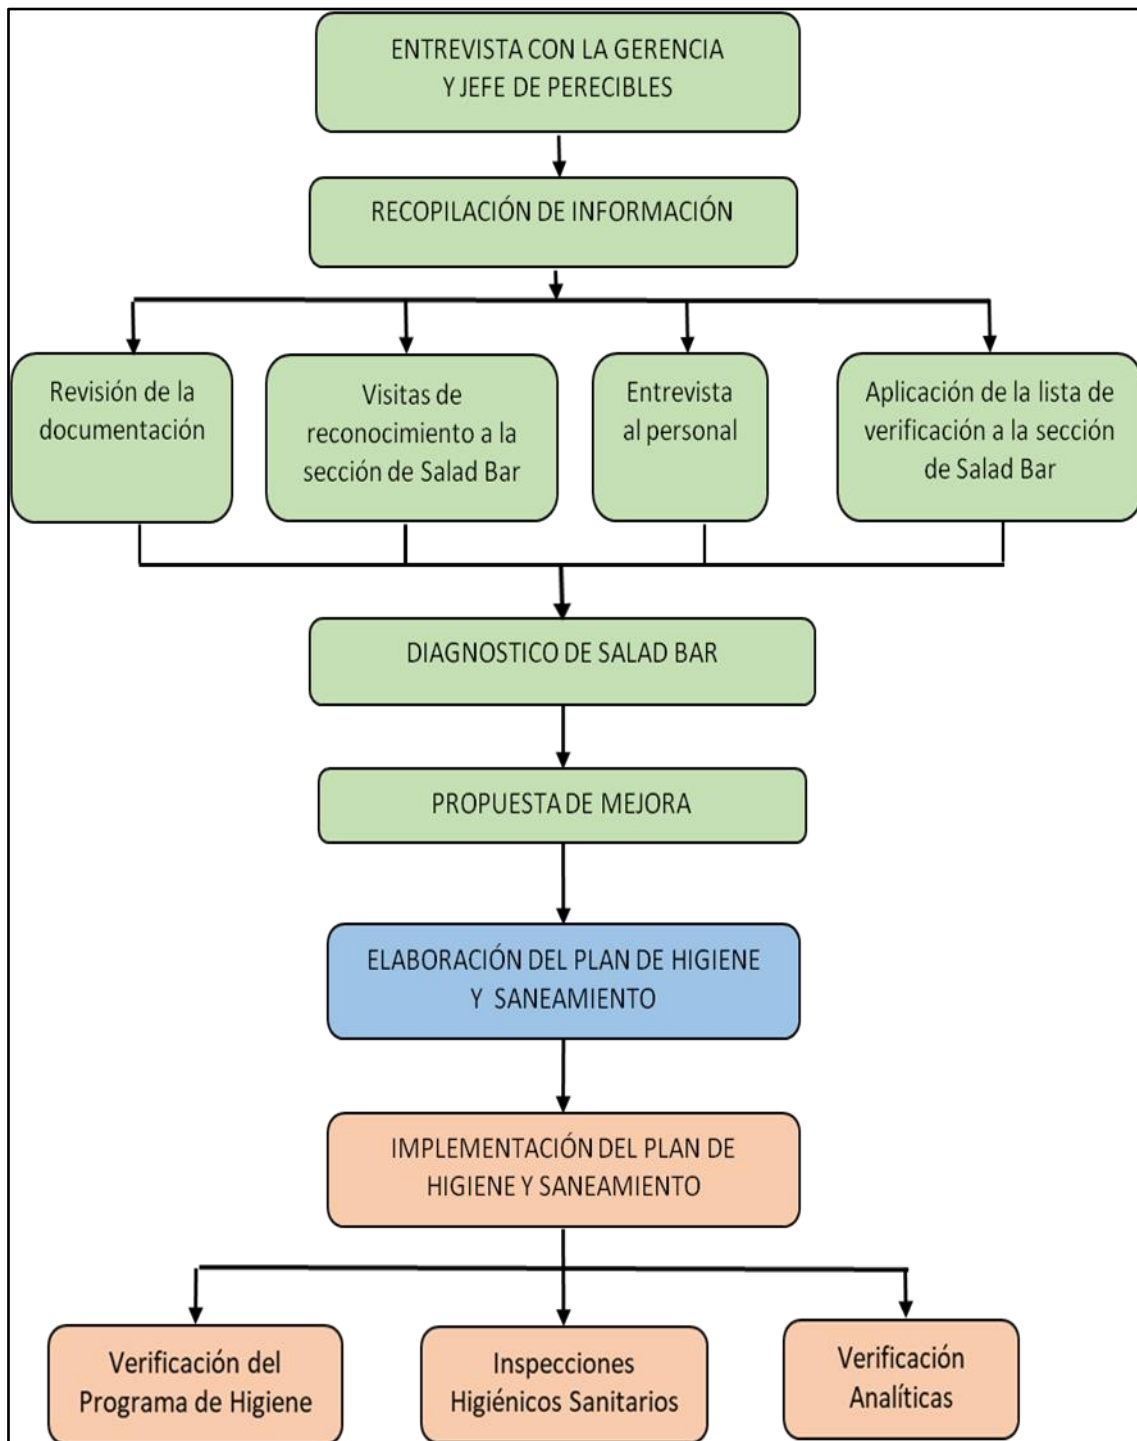 ENTREVISTA CON LA GERENCIA
Y JEFE DE PERECIBLES
RECOPILACIÓN DE INFORMACIÓN
Revisión de la
documentación
Visitas de
reconocimiento a la
sección de Salad Bar
Entrevista
al personal
Aplicación de la lista de
verificación a la sección
de Salad Bar
DIAGNOSTICO DE SALAD BAR
PROPUESTA DE MEJORA
ELABORACIÓN DEL PLAN DE HIGIENE
Y SANEAMIENTO
IMPLEMENTACIÓN DEL PLAN DE
HIGIENE Y SANEAMIENTO
Verificación del
Programa de Higiene
Inspecciones
Higiénicos Sanitarios
Verificación
Analíticas